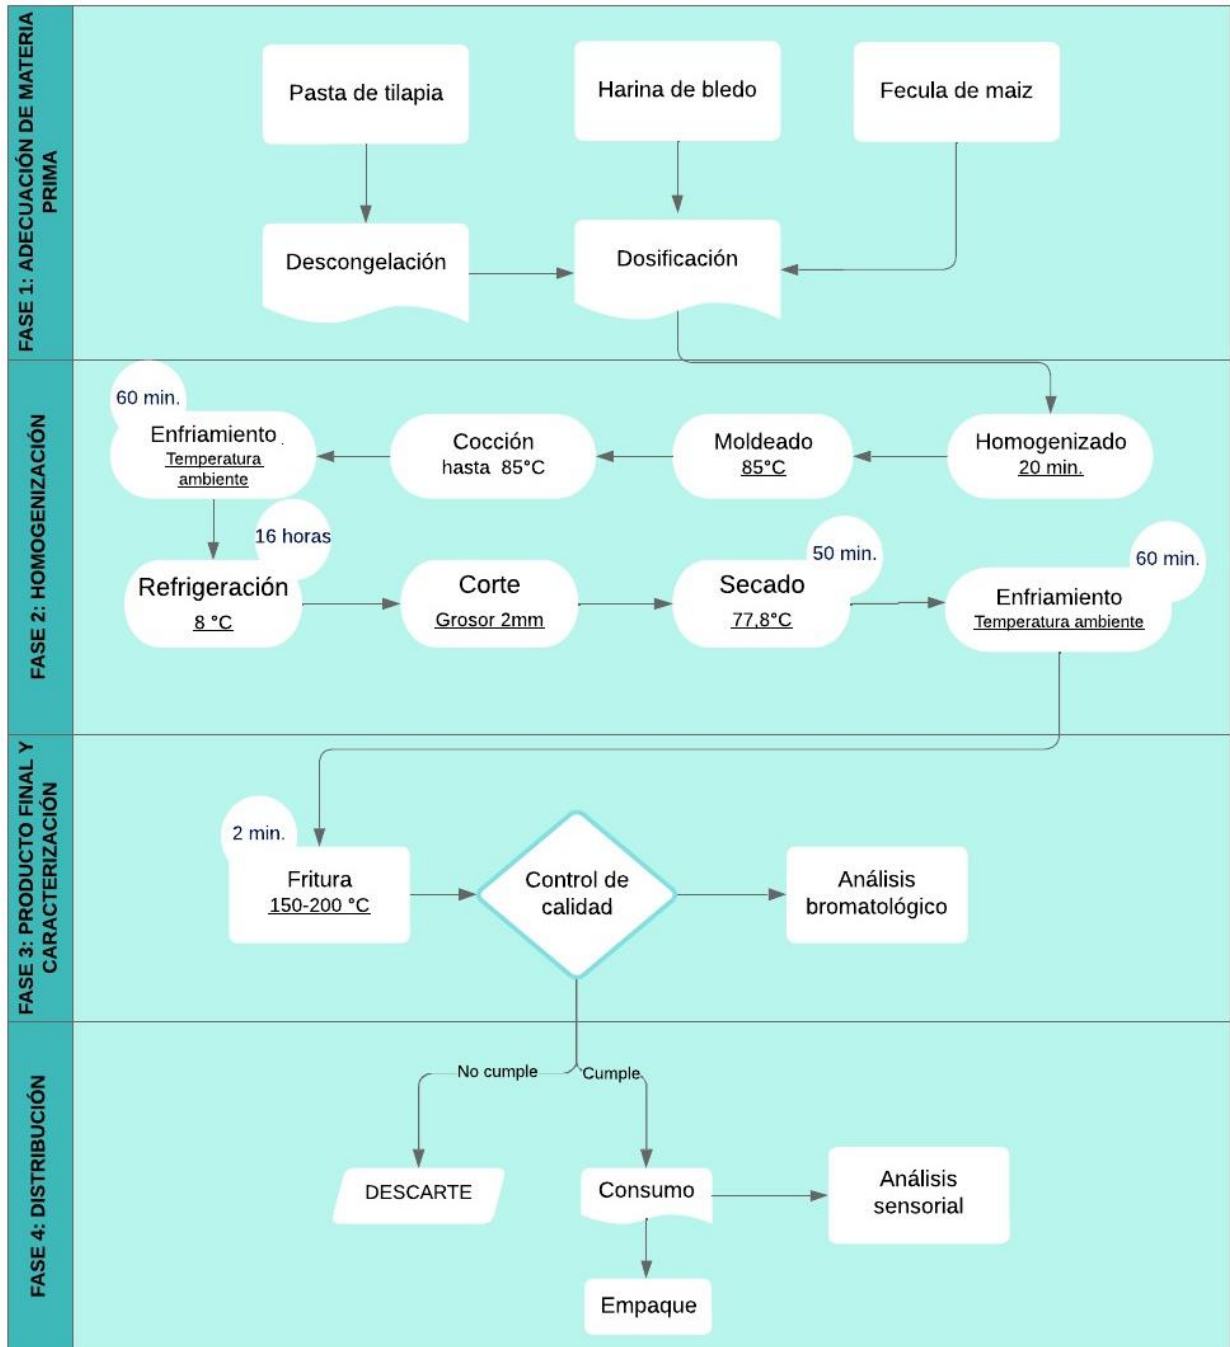 FASE 1: ADECUACIÓN DE MATERIA
PRIMA
Pasta de tilapia
Harina de bledo
Fecula de maiz
Descongelación
Dosificación
FASE 2: HOMOGENIZACIÓN
60 min.
Enfriamiento
Temperatura
ambiente
Cocción
hasta 85°C
Moldeado
85°C
Homogenizado
20 min.
16 horas
Refrigeración
8 °C
Corte
Grosor 2mm
50 min.
Secado
77,8°C
60 min.
Enfriamiento
Temperatura ambiente
FASE 3: PRODUCTO FINAL Y
CARACTERIZACIÓN
2 min.
Fritura
150-200 °C
Control de
calidad
Análisis
bromatológico
FASE 4: DISTRIBUCIÓN
No cumple
Cumple
DESCARTE
Consumo
Análisis
sensorial
Empaque